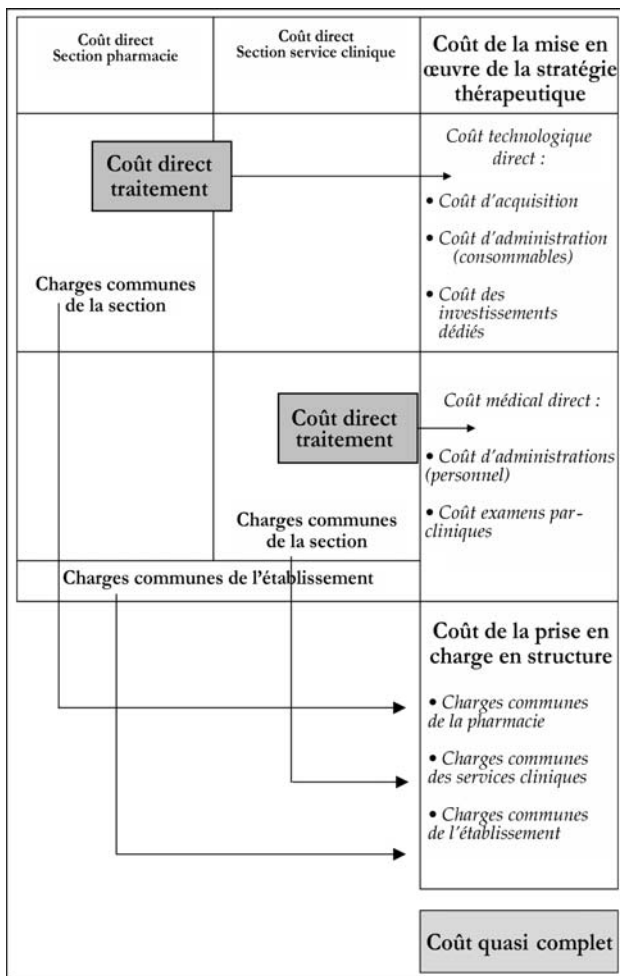 Coût direct
Section pharmacie
Coût direct
Section service clinique
Coût de la mise en
œuvre de la stratégie
thérapeutique
Coût direct
traitement
Coût technologique
direct :
• Coût d'acquisition
• Coût d'administration
(consommables)
• Coût des
investissements
dédiés
Charges communes
de la section
Coût direct
traitement
Coût médical direct :
• Coût d'administrations
(personnel)
• Coût examens par-
cliniques
Charges communes
de la section
Charges communes de l'établissement
Coût de la prise en
charge en structure
• Charges communes
de la pharmacie
• Charges communes
des services cliniques
• Charges communes
de l'établissement
Coût quasi complet